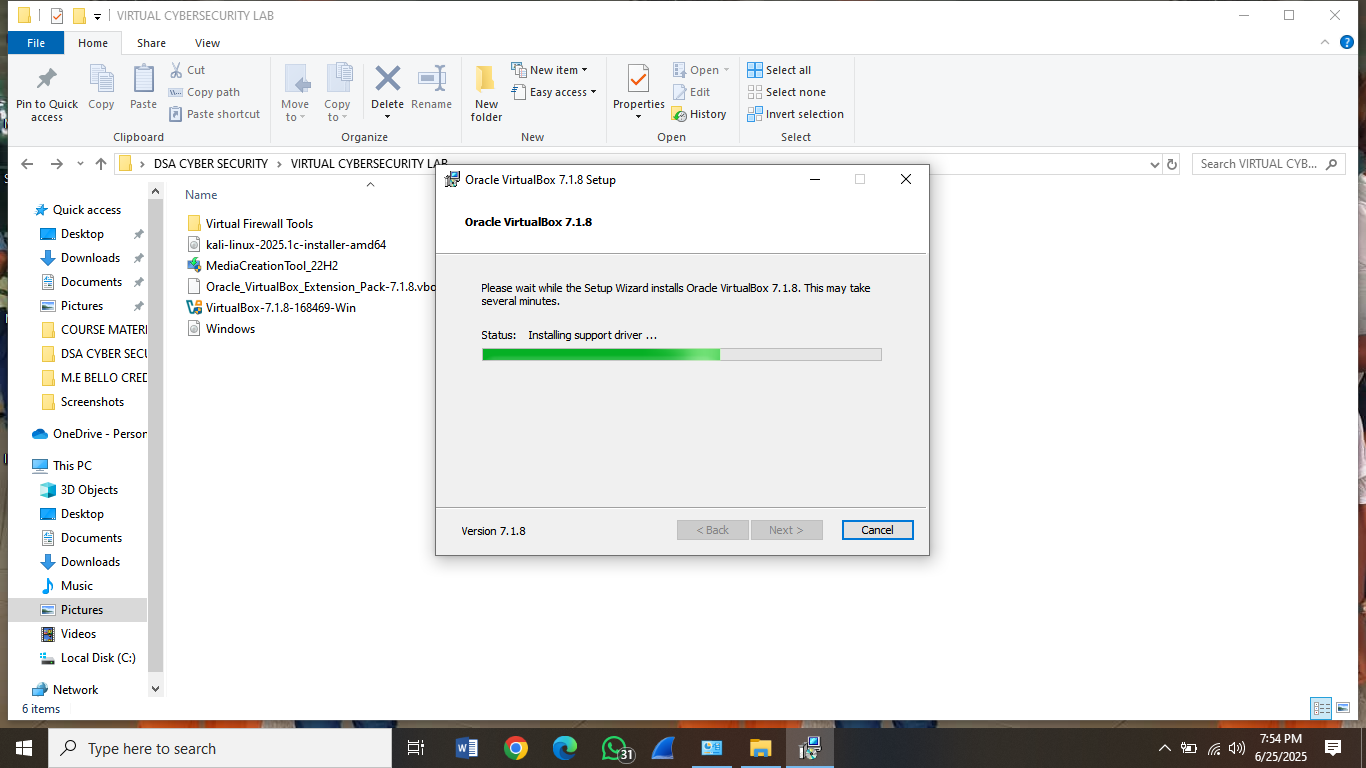 VIRTUAL CYBERSECURITY LAB
File Home Share View
Pin to Quick access
Copy
Paste
Cut
Copy path
Paste shortcut
Clipboard
Move to
Copy to
Delete
Rename
Organize
New folder
New item
Easy access
New
Properties
Open
Edit
History
Open
Select all
Select none
Invert selection
Select
DSA CYBER SECURITY > VIRTUAL CYBERSECURITY LAB
Search VIRTUAL CYB...
Quick access
Desktop
Downloads
Documents
Pictures
COURSE MATERI
DSA CYBER SECU
M.E BELLO CRED
Screenshots
OneDrive - Person
This PC
3D Objects
Desktop
Documents
Downloads
Music
Pictures
Videos
Local Disk (C:)
Network
6 items
Name
Virtual Firewall Tools
kali-linux-2025.1c-installer-amd64
MediaCreationTool_22H2
Oracle_VirtualBox_Extension_Pack-7.1.8.vbo
VirtualBox-7.1.8-168469-Win
Windows
Oracle VirtualBox 7.1.8 Setup
Oracle VirtualBox 7.1.8
Please wait while the Setup Wizard installs Oracle VirtualBox 7.1.8. This may take
several minutes.
Status: Installing support driver ...
Version 7.1.8
< Back Next > Cancel
Type here to search
31
7:54 PM
6/25/2025